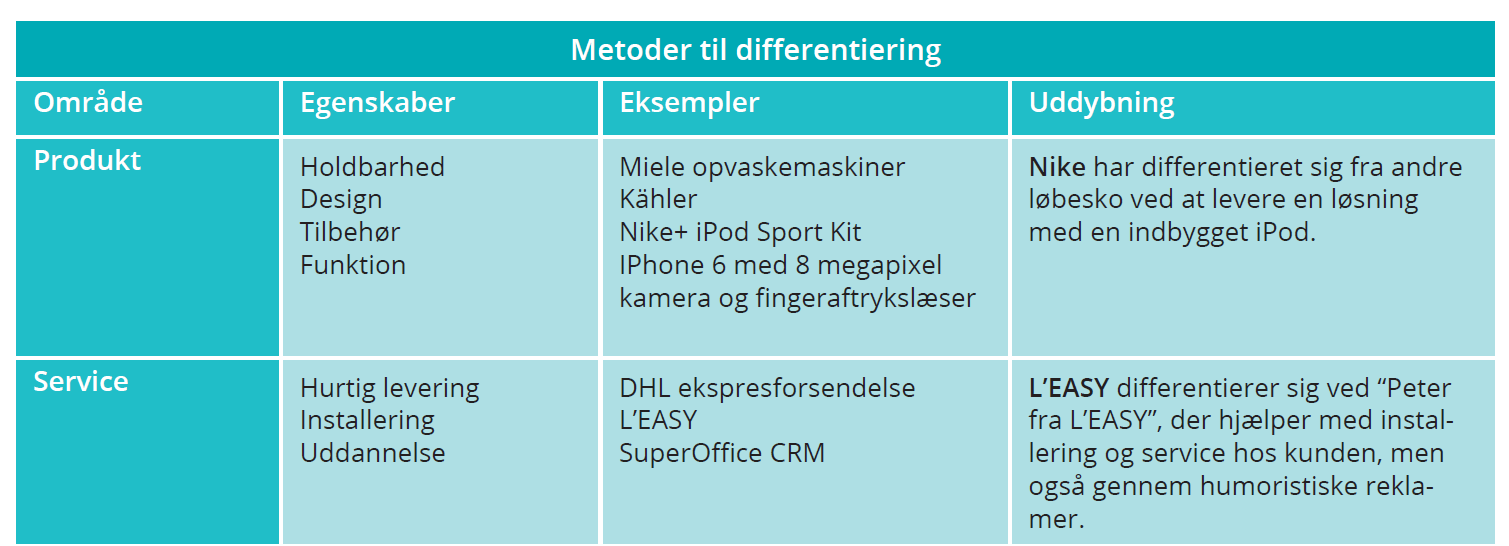 Metoder til differentiering
Område
Egenskaber
Eksempler
Uddybning
Produkt
Holdbarhed
Design
Tilbehør
Funktion
Miele opvaskemaskiner
Kähler
Nike+ iPod Sport Kit
IPhone 6 med 8 megapixel
kamera og fingeraftrykslæser
Nike har differentieret sig fra andre
løbesko ved at levere en løsning
med en indbygget iPod.
Service
Hurtig levering
Installering
Uddannelse
DHL ekspresforsendelse
L’EASY
SuperOffice CRM
L’EASY differentierer sig ved “Peter
fra L’EASY”, der hjælper med instal-
lering og service hos kunden, men
også gennem humoristiske rekla-
mer.